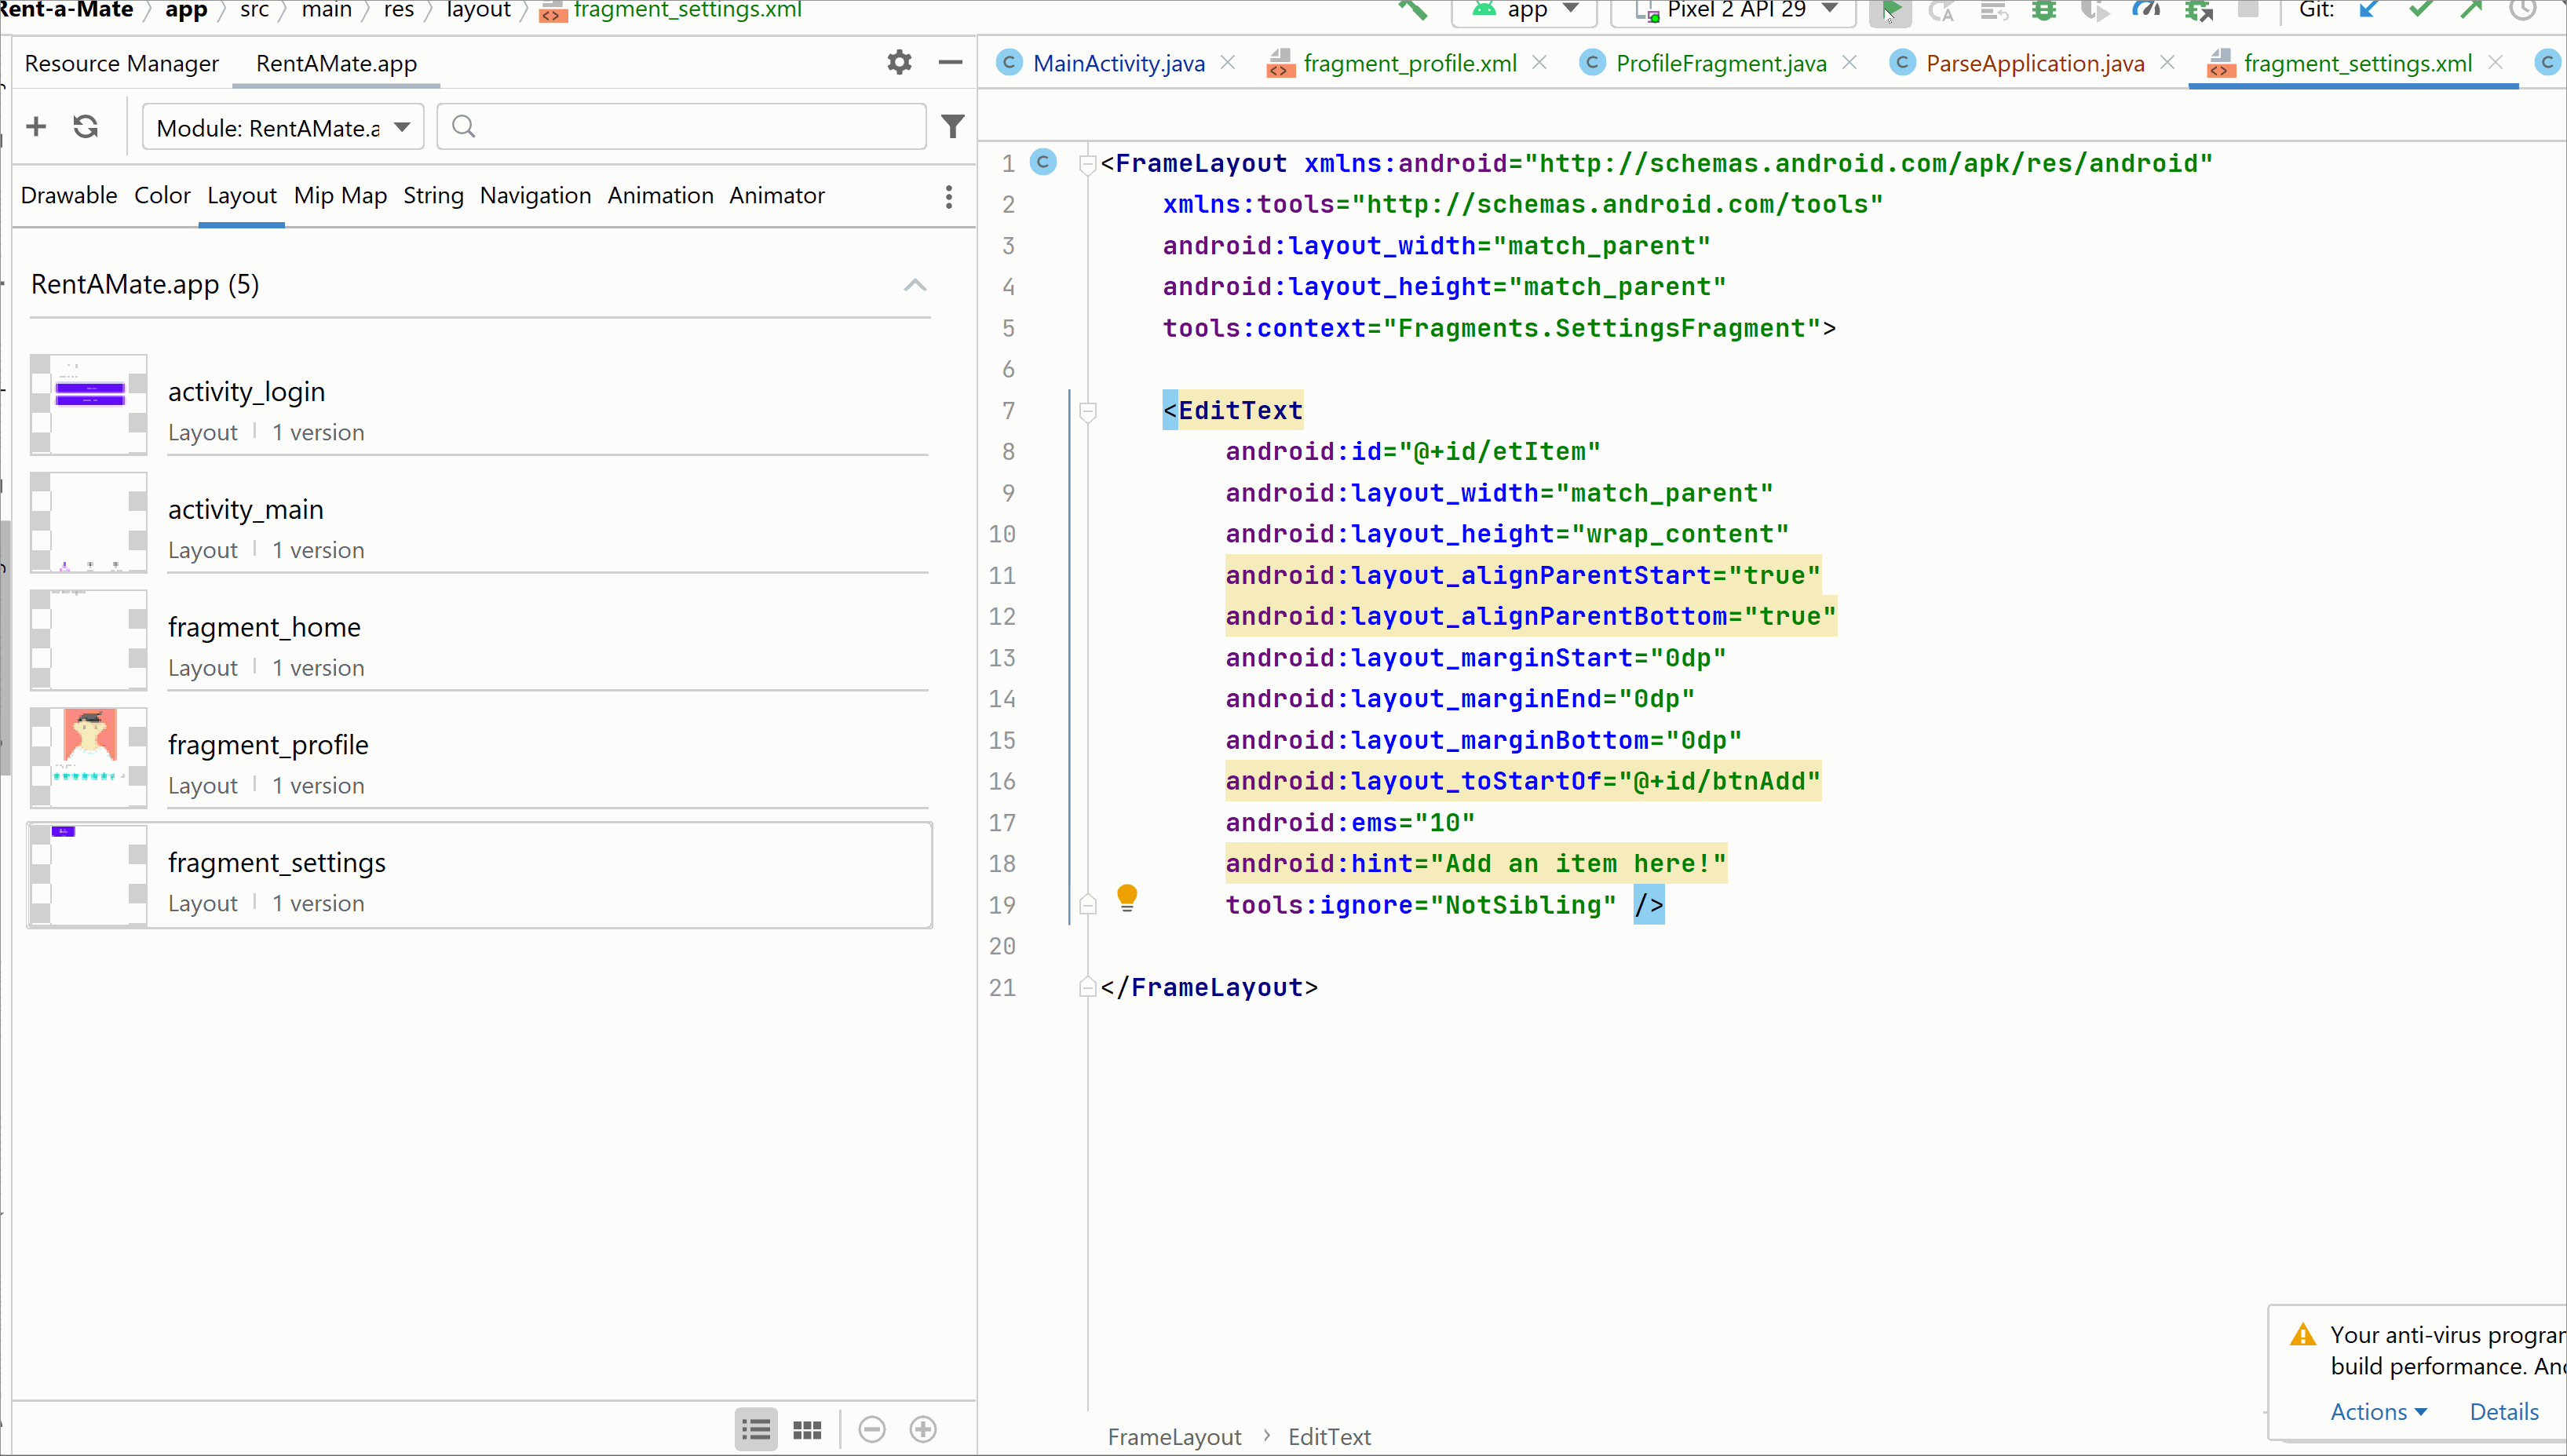 Rent-a-Mate app src main res layout fragment_settings.xml app Pixel 2 API 29 Git:
Resource Manager RentAMate.app
MainActivity.java fragment_profile.xml ProfileFragment.java ParseApplication.java fragment_settings.xml
Module: RentAMate.a
Drawable Color Layout Mip Map String Navigation Animation Animator
RentAMate.app (5)
activity_login
Layout 1 version
activity_main
Layout 1 version
fragment_home
Layout 1 version
fragment_profile
Layout 1 version
fragment_settings
Layout 1 version
1 <FrameLayout xmlns:android="http://schemas.android.com/apk/res/android"
2 xmlns:tools="http://schemas.android.com/tools"
3 android:layout_width="match_parent"
4 android:layout_height="match_parent"
5 tools:context="Fragments.SettingsFragment">
6
7 <EditText
8 android:id="@+id/etItem"
9 android:layout_width="match_parent"
10 android:layout_height="wrap_content"
11 android:layout_alignParentStart="true"
12 android:layout_alignParentBottom="true"
13 android:layout_marginStart="0dp"
14 android:layout_marginEnd="0dp"
15 android:layout_marginBottom="0dp"
16 android:layout_toStartOf="@+id/btnAdd"
17 android:ems="10"
18 android:hint="Add an item here!"
19 tools:ignore="NotSibling" />
20
21 </FrameLayout>
Your anti-virus program
build performance. And
Actions Details
FrameLayout › EditText